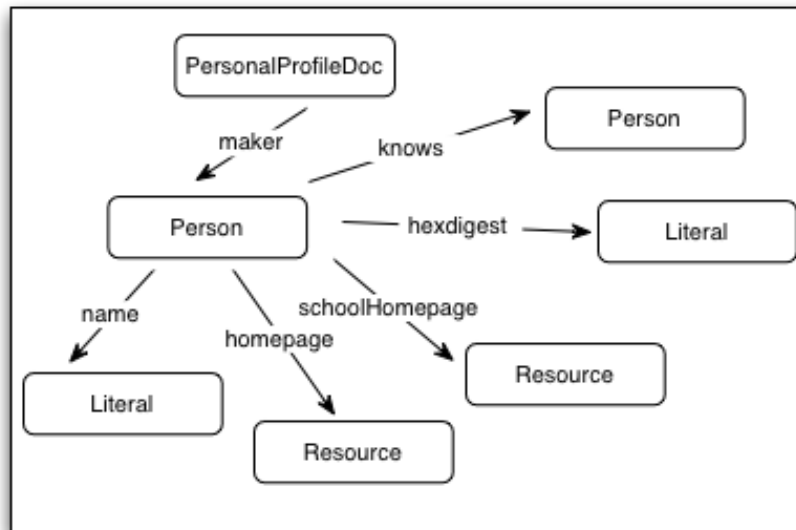 PersonalProfileDoc
maker
knows
Person
Person
hexdigest
Literal
name
homepage
schoolHomepage
Literal
Resource
Resource